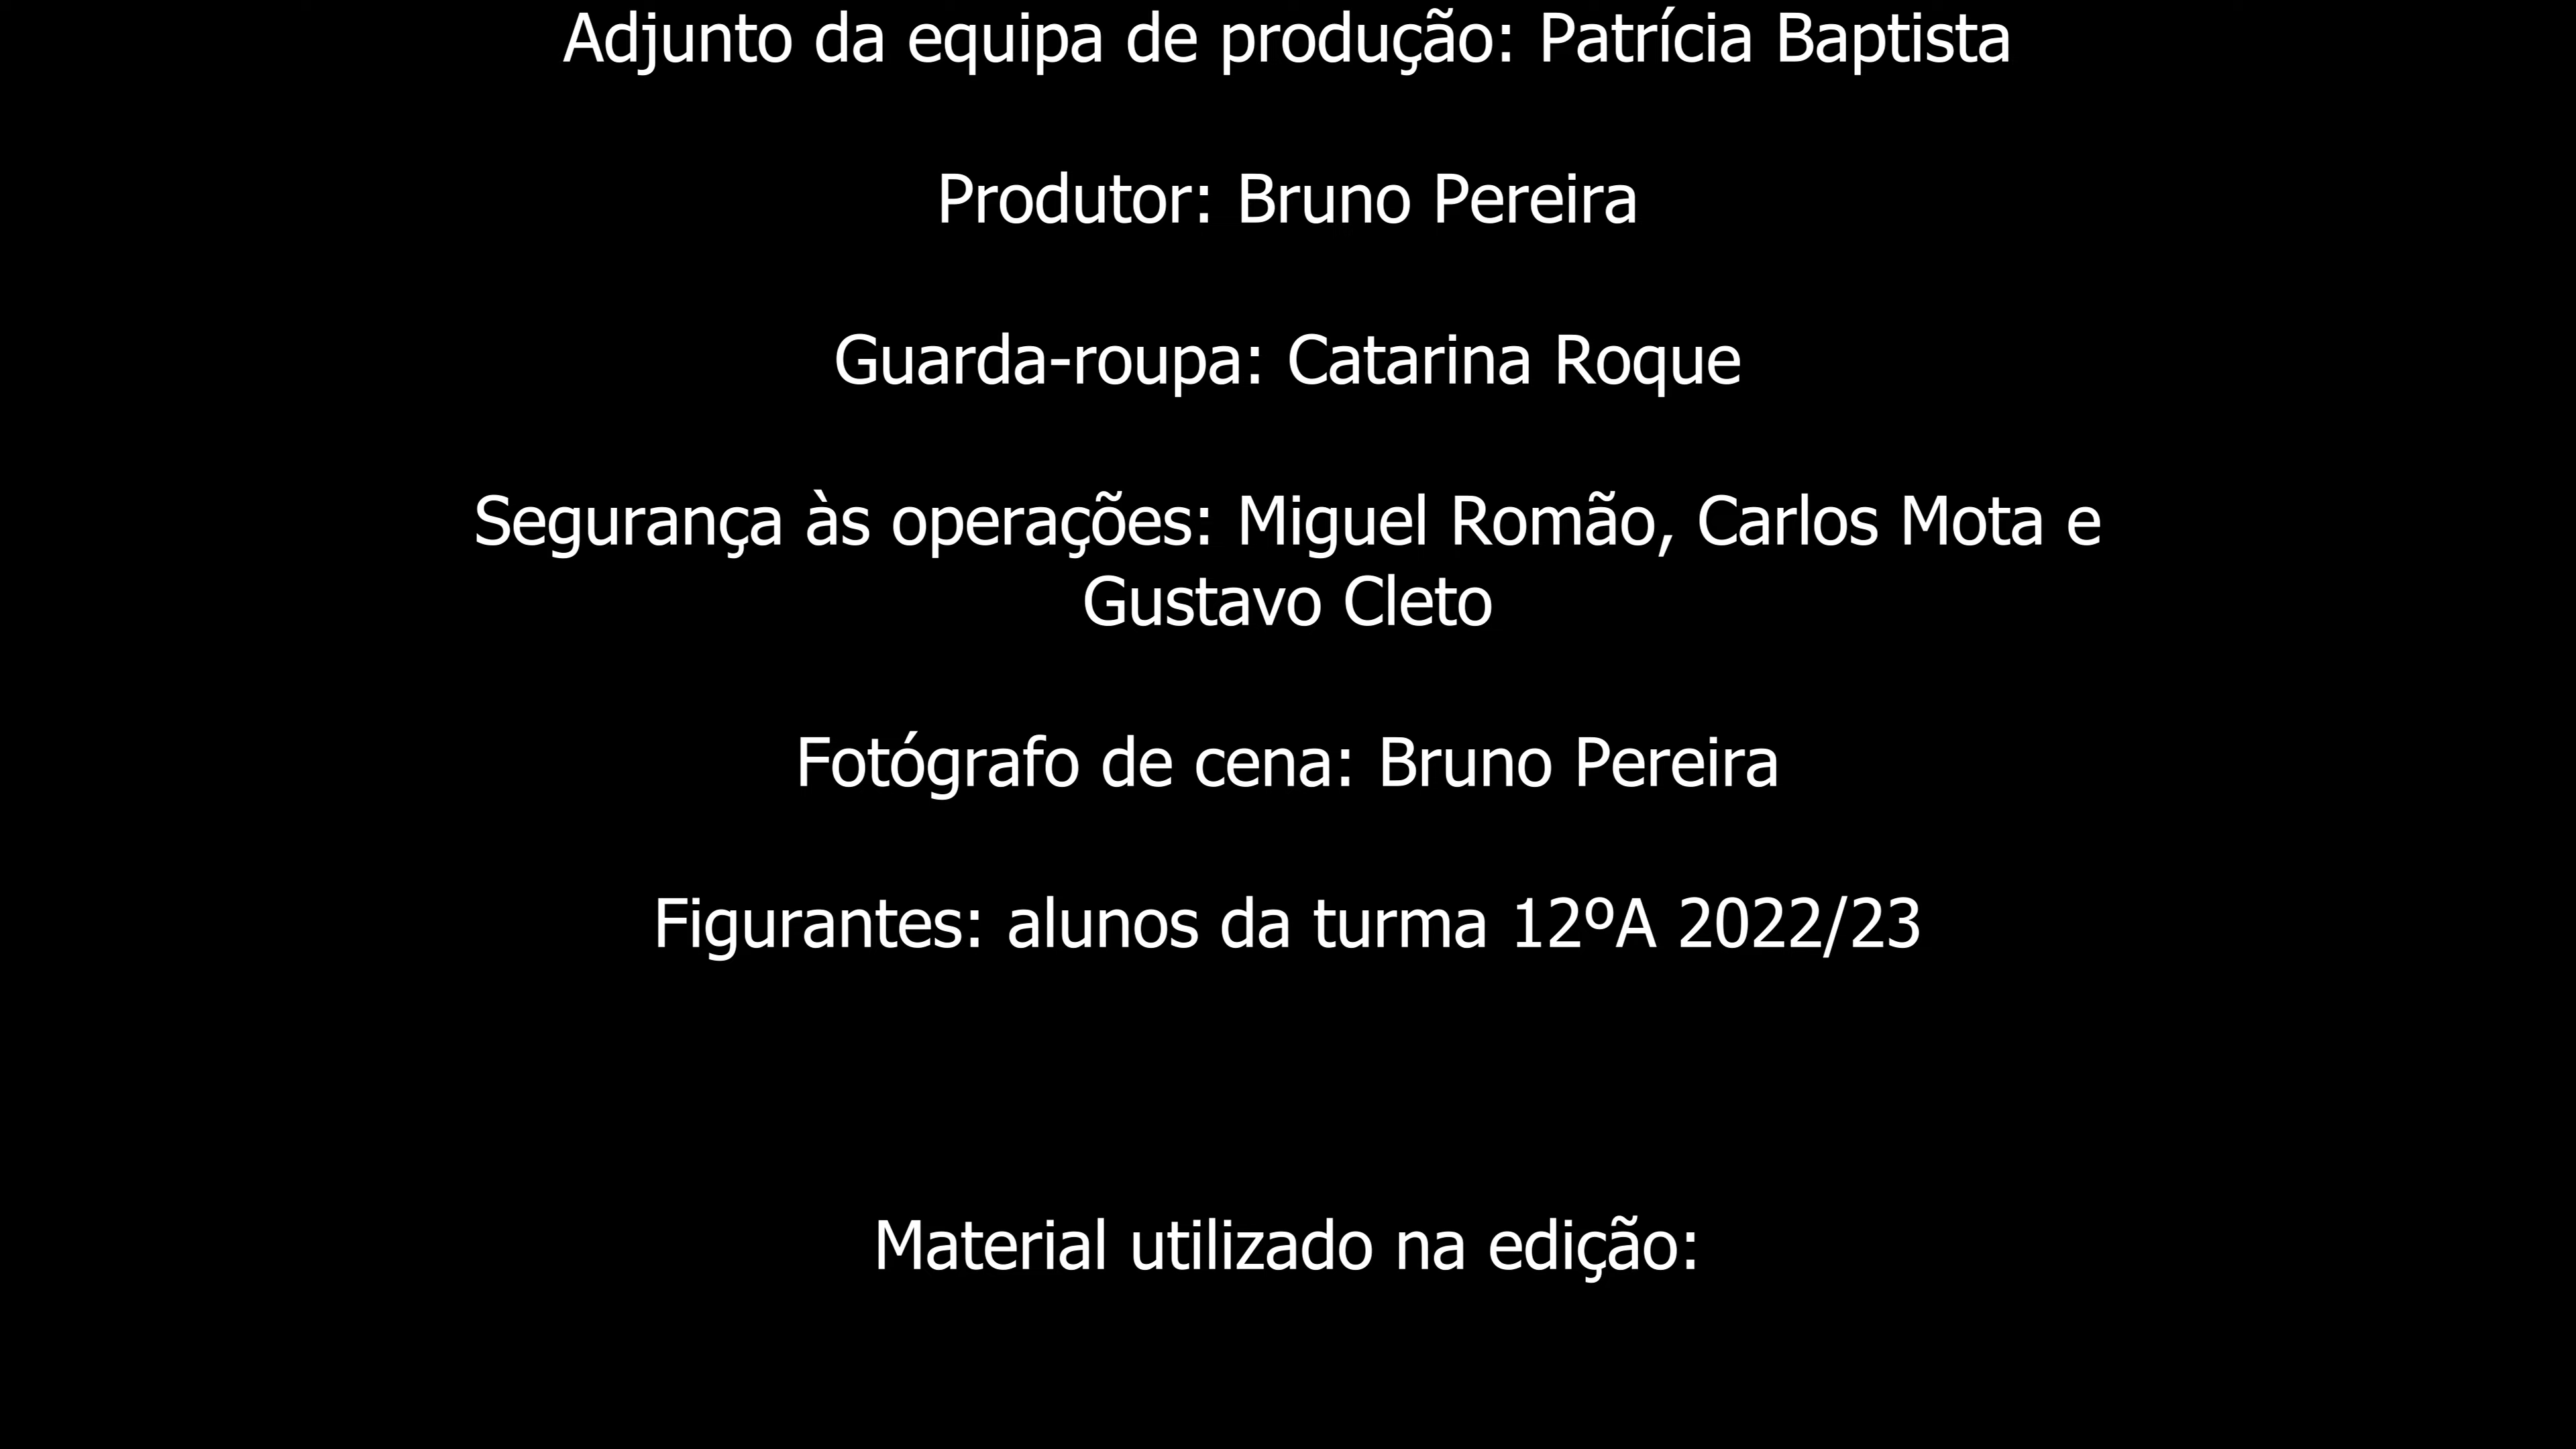 Adjunto da equipa de produção: Patrícia Baptista
Produtor: Bruno Pereira
Guarda-roupa: Catarina Roque
Segurança às operações: Miguel Romão, Carlos Mota e
Gustavo Cleto
Fotógrafo de cena: Bruno Pereira
Figurantes: alunos da turma 12ºA 2022/23
Material utilizado na edição: